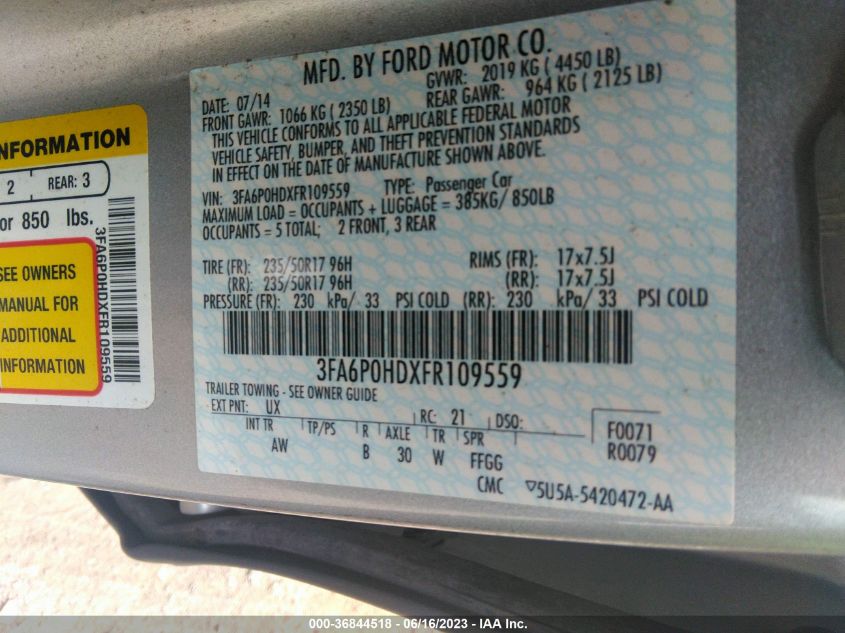 NFORMATION
2 REAR: 3
or 850 lbs.
SEE OWNERS
MANUAL FOR
ADDITIONAL
INFORMATION
3FA6P0HDXFR109559
MFD. BY FORD MOTOR CO.
DATE: 07/14 GVWR: 2019 KG ( 4450 LB)
FRONT GAWR: 1066 KG ( 2350 LB) REAR GAWR: 964 KG ( 2125 LB)
THIS VEHICLE CONFORMS TO ALL APPLICABLE FEDERAL MOTOR
VEHICLE SAFETY, BUMPER, AND THEFT PREVENTION STANDARDS
IN EFFECT ON THE DATE OF MANUFACTURE SHOWN ABOVE.
VIN: 3FA6P0HDXFR109559 TYPE: Passenger Car
MAXIMUM LOAD = OCCUPANTS + LUGGAGE = 385KG/ 850LB
OCCUPANTS = 5 TOTAL; 2 FRONT, 3 REAR
TIRE (FR): 235/50R17 96H RIMS (FR): 17x7.5J
(RR): 235/50R17 96H (RR): 17x7.5J
PRESSURE (FR): 230 kPa/ 33 PSI COLD (RR): 230 kPa/ 33 PSI COLD
3FA6P0HDXFR109559
TRAILER TOWING - SEE OWNER GUIDE
EXT PNT: UX RC: 21 DSO: F0071
INT TR TP/PS R AXLE TR SPR R0079
AW B 30 W FFGG
CMC ▽5U5A-5420472-AA
000-36844518 - 06/16/2023 - IAA Inc.